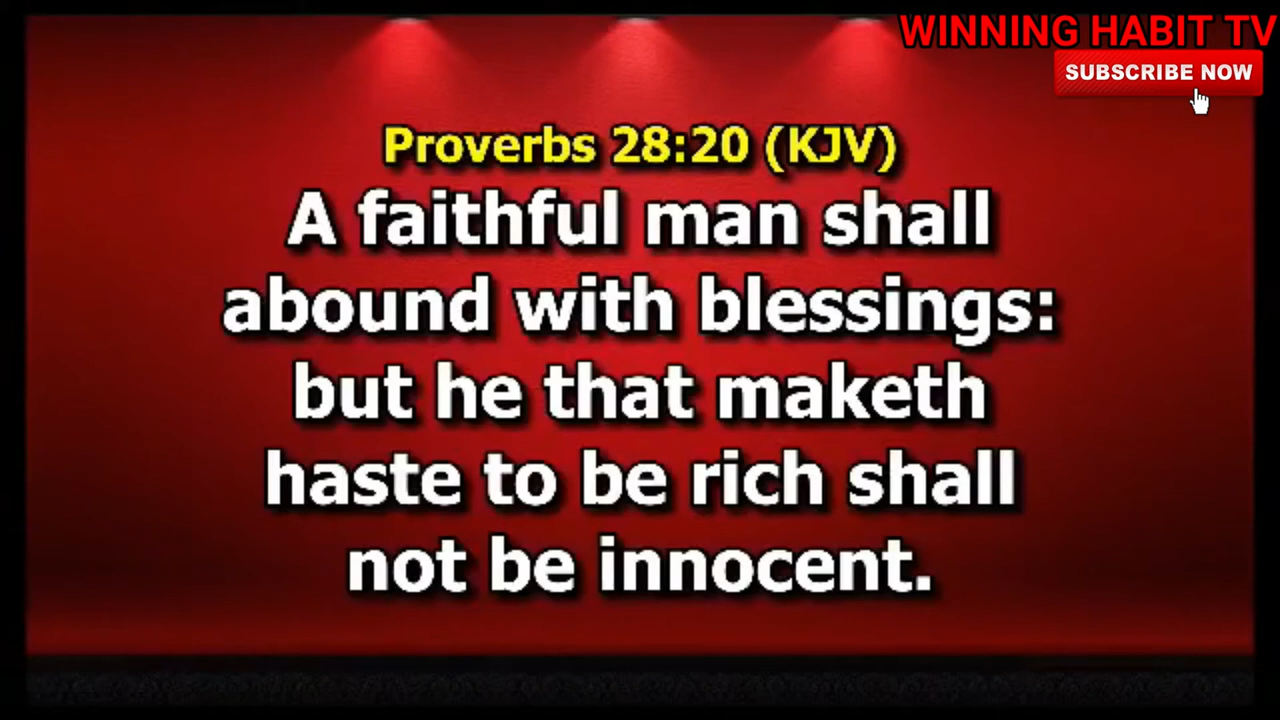 WINNING HABIT TV
SUBSCRIBE NOW
Proverbs 28:20 (KJV)
A faithful man shall
abound with blessings:
but he that maketh
haste to be rich shall
not be innocent.